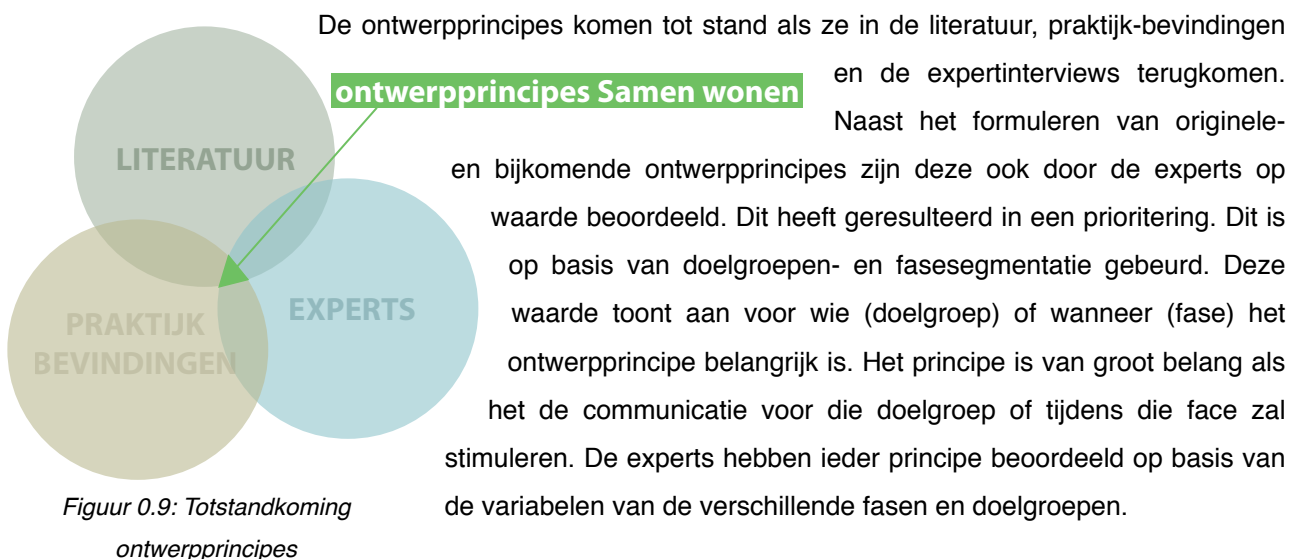 De ontwerpprincipes komen tot stand als ze in de literatuur, praktijk-bevindingen
en de expertinterviews terugkomen.
Naast het formuleren van originele-
en bijkomende ontwerpprincipes zijn deze ook door de experts op
waarde beoordeeld. Dit heeft geresulteerd in een prioritering. Dit is
op basis van doelgroepen- en fasesegmentatie gebeurd. Deze
waarde toont aan voor wie (doelgroep) of wanneer (fase) het
ontwerpprincipe belangrijk is. Het principe is van groot belang als
het de communicatie voor die doelgroep of tijdens die face zal
stimuleren. De experts hebben ieder principe beoordeeld op basis van
de variabelen van de verschillende fasen en doelgroepen.
ontwerpprincipes Samen wonen
LITERATUUR
EXPERTS
PRAKTIJK
BEVINDINGEN
Figuur 0.9: Totstandkoming
ontwerpprincipes